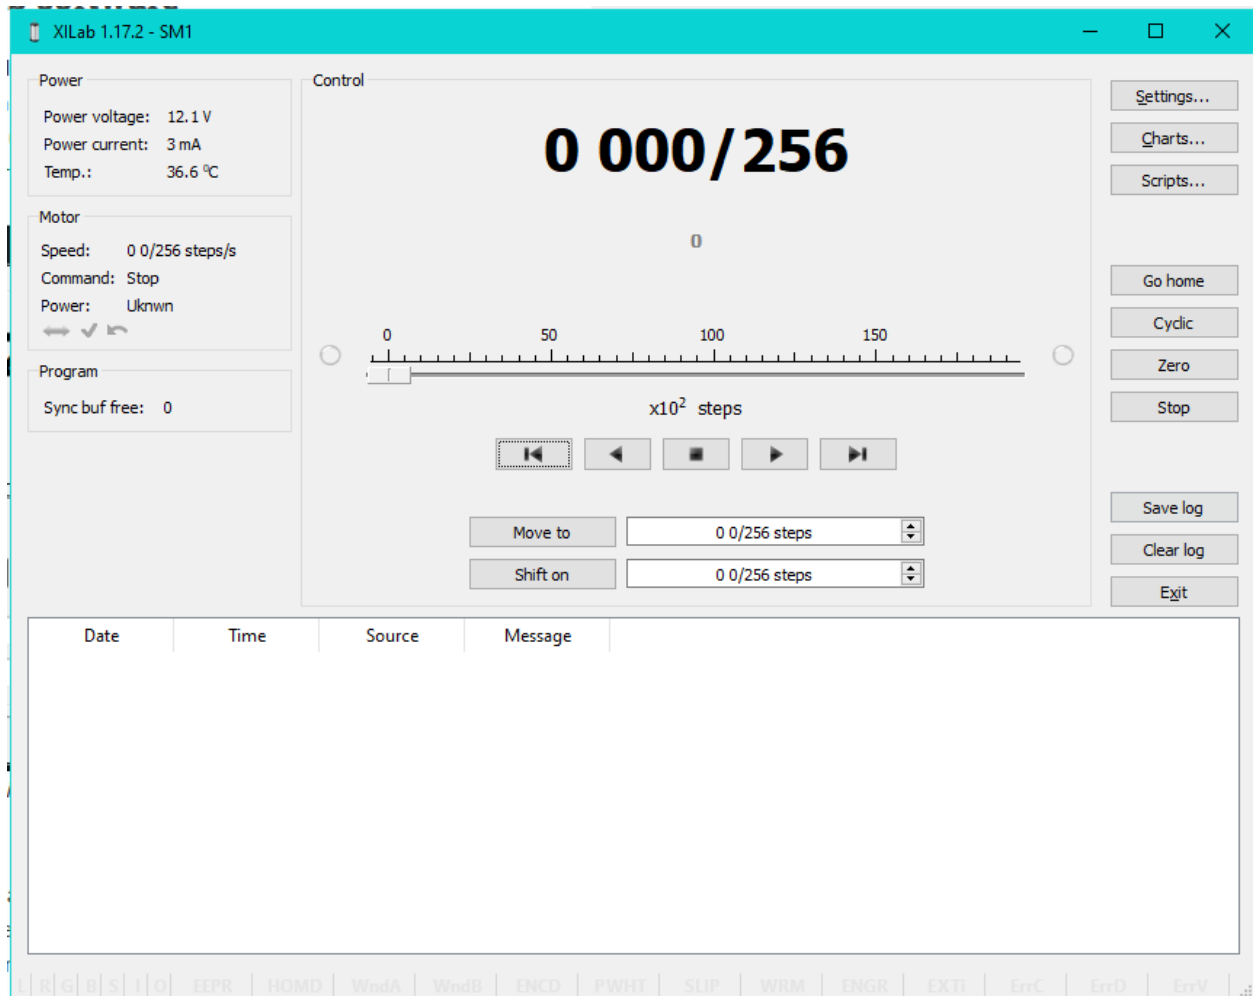 XILab 1.17.2 - SM1
Power
Power voltage: 12.1 V
Power current: 3 mA
Temp.: 36.6 ⁰C
Motor
Speed: 0 0/256 steps/s
Command: Stop
Power: Uknwn
Program
Sync buf free: 0
Control
0 000/256
0
0 50 100 150
x10² steps
Move to 0 0/256 steps
Shift on 0 0/256 steps
Settings...
Charts...
Scripts...
Go home
Cyclic
Zero
Stop
Save log
Clear log
Exit
Date Time Source Message
L R G B S I O EEPR HOMD WndA WndB ENCD PWHT SLIP WRM ENGR EXTi ErrC ErrD ErrV